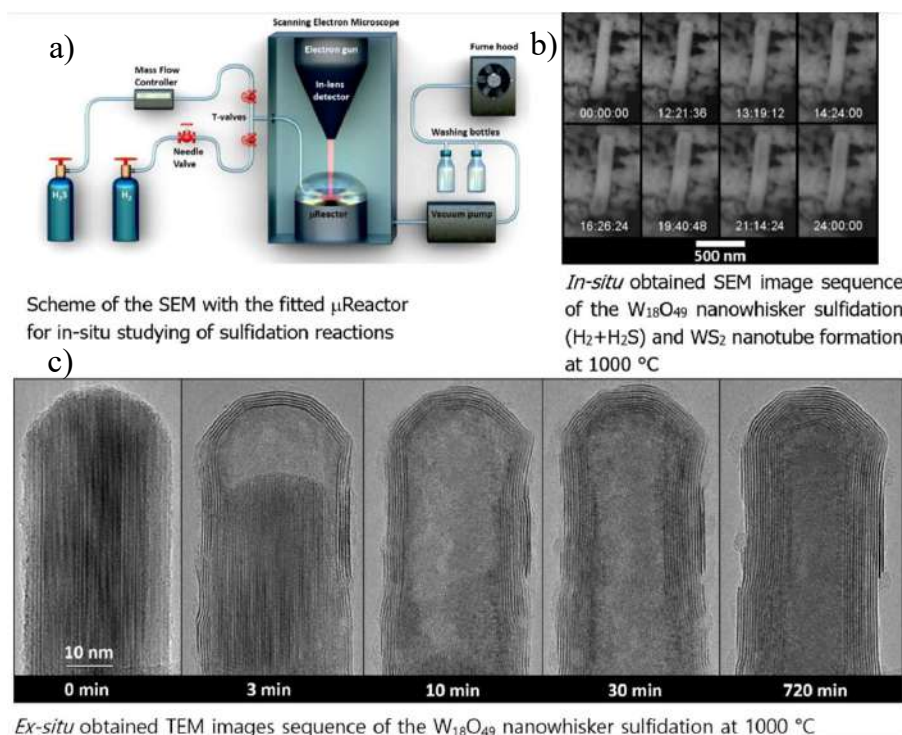 a)
Scanning Electron Microscope
Electron gun
In-lens
detector
Mass Flow
Controller
T-valves
Needle
Valve
H₂S
H₂
µReactor
Fume hood
Washing bottles
Vacuum pump
Scheme of the SEM with the fitted µReactor
for in-situ studying of sulfidation reactions
b)
00:00:00 12:21:36 13:19:12 14:24:00
16:26:24 19:40:48 21:14:24 24:00:00
500 nm
In-situ obtained SEM image sequence
of the W₁₈O₄₉ nanowhisker sulfidation
(H₂+H₂S) and WS₂ nanotube formation
at 1000 °C
c)
10 nm
0 min 3 min 10 min 30 min 720 min
Ex-situ obtained TEM images sequence of the W₁₈O₄₉ nanowhisker sulfidation at 1000 °C